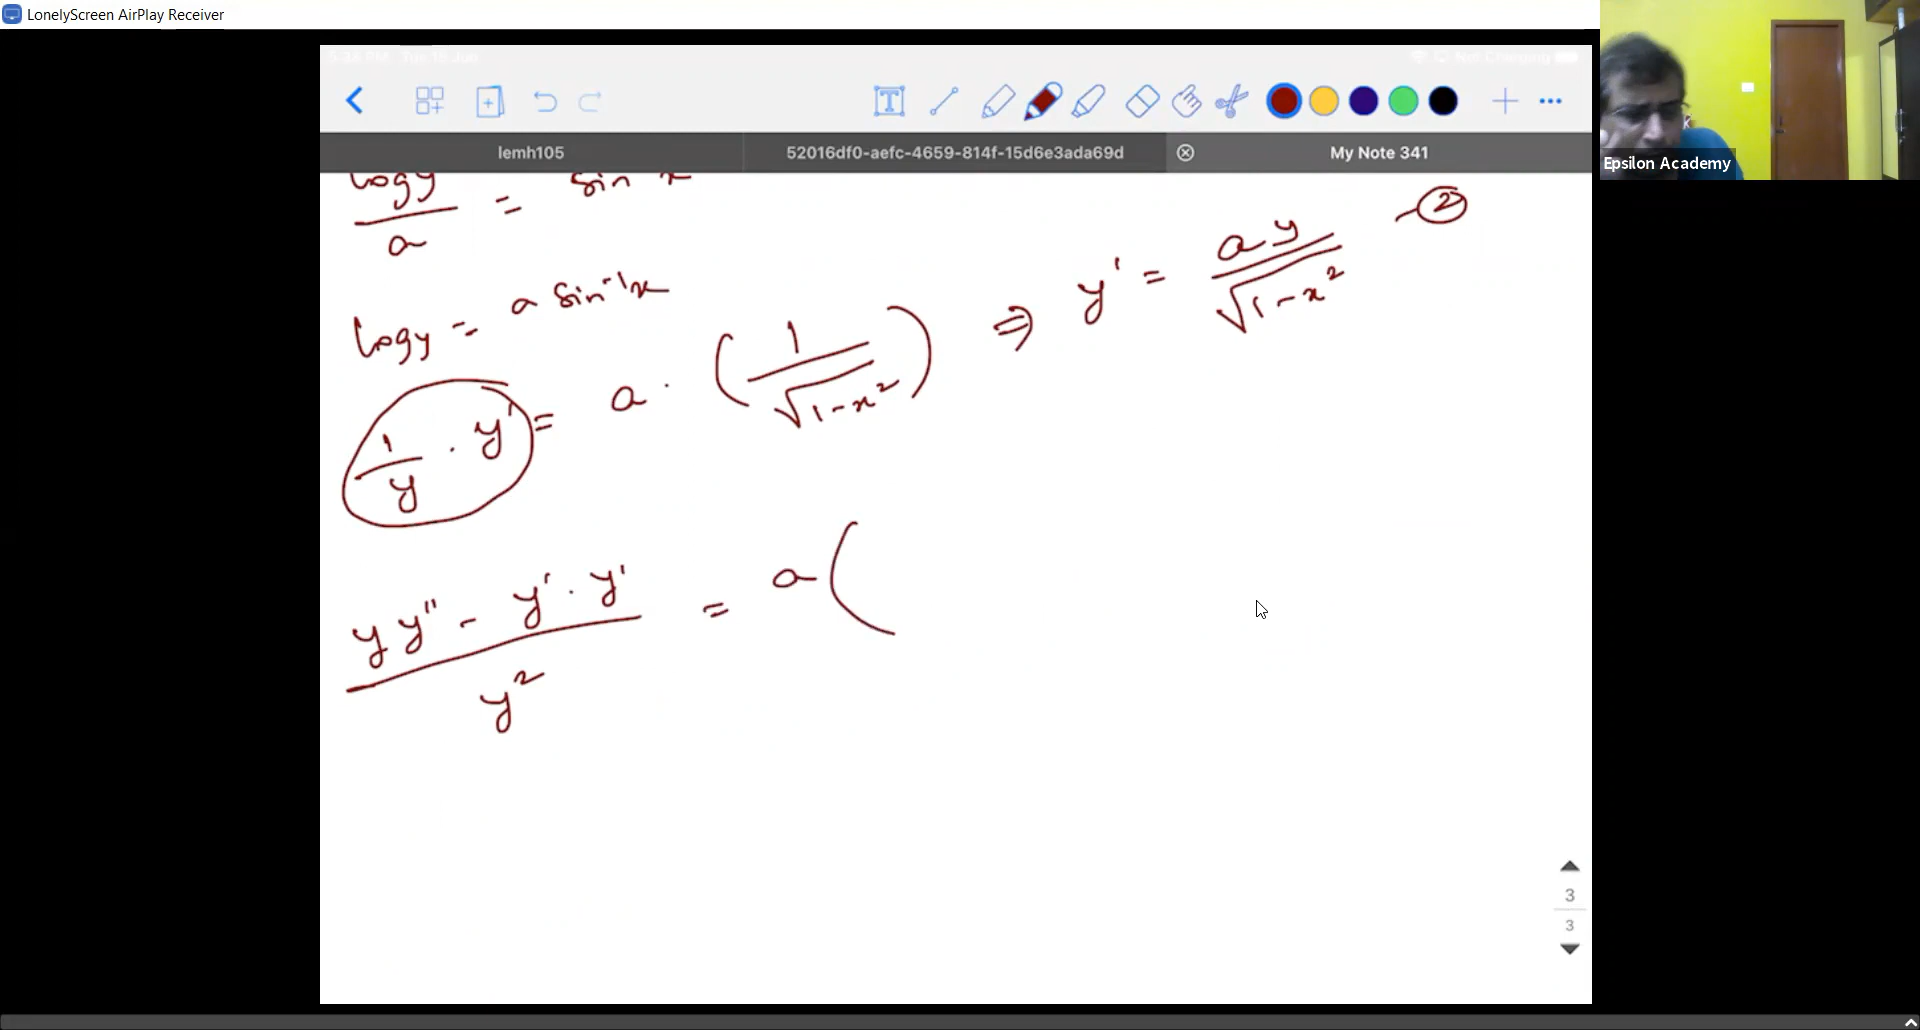 LonelyScreen AirPlay Receiver
T
lemh105
52016df0-aefc-4659-814f-15d6e3ada69d
My Note 341
Epsilon Academy
logy/a = sin x
②
logy = a sin⁻¹x
1/y · y' = a · (1/√1-x²) ⇒ y' = ay/√1-x²
yy" - y' · y'/y² = a(
3
3